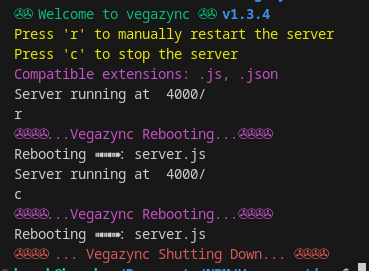 ✇✇ Welcome to vegazync ✇✇ v1.3.4
Press 'r' to manually restart the server
Press 'c' to stop the server
Compatible extensions: .js, .json
Server running at  4000/
r
✇✇✇✇...Vegazync Rebooting...✇✇✇✇
Rebooting ➠➠➠: server.js
Server running at  4000/
c
✇✇✇✇...Vegazync Rebooting...✇✇✇✇
Rebooting ➠➠➠: server.js
✇✇✇✇ ... Vegazync Shutting Down... ✇✇✇✇